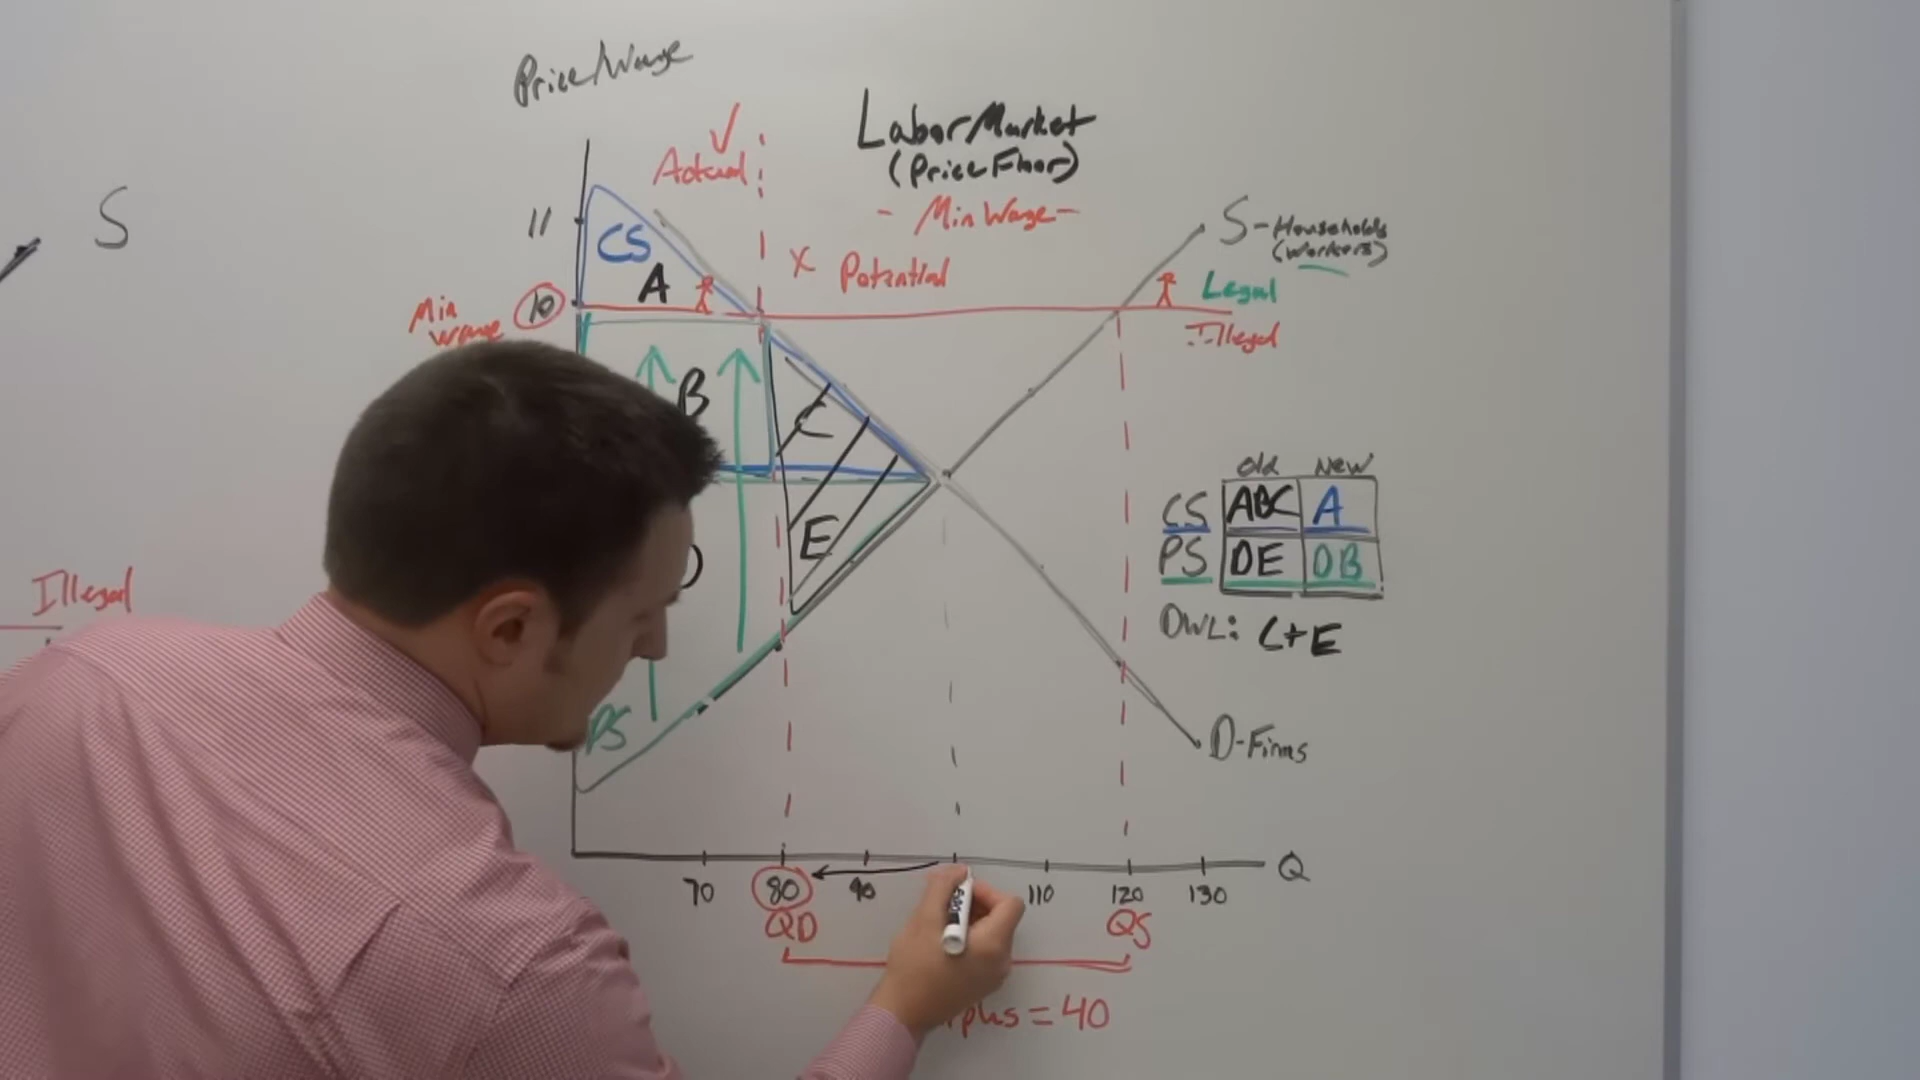 Price/Wage
Labor Market
(Price Floor)
- Min Wage -
✓
Actual
X Potential
S
S - Households
(Workers)
11
CS
A
Min
Wage
10
Legal
Illegal
B
C
E
Old New
CS ABC A
PS DE DB
DWL: C+E
Illegal
PS
D-Firms
Q
70 80 90 110 120 130
QD QS
= 40